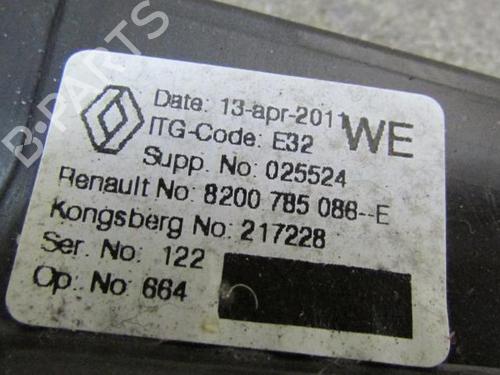 B-PARTS
Date: 13-apr-2011
WE
ITG-Code: E32
Supp. No: 025524
Renault No: 8200 785 086--E
Kongsberg No: 217228
Ser. No: 122
Op. No: 664